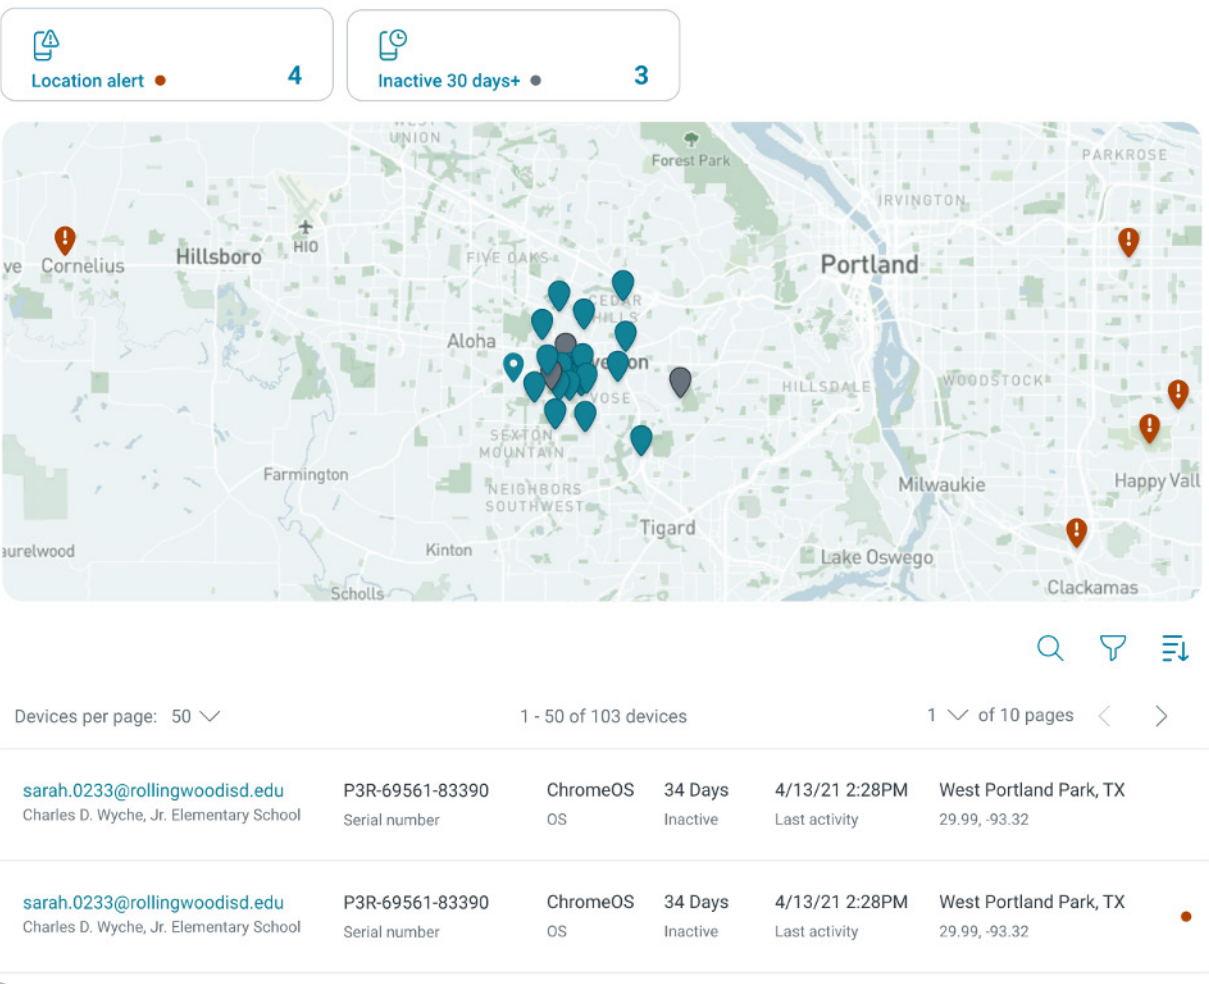 Location alert 4
Inactive 30 days+ 3
UNION
Forest Park
PARKROSE
IRVINGTON
HIO
Hillsboro
Cornelius
FIVE OAKS
Portland
CEDAR
HILLS
Aloha
HILLSDALE
WOODSTOCK
VOSE
SEXTON
MOUNTAIN
Farmington
NEIGHBORS
SOUTHWEST
Milwaukie
Happy Vall
Tigard
Kinton
aurelwood
Lake Oswego
Scholls
Clackamas
Devices per page: 50 1 - 50 of 103 devices 1 of 10 pages
sarah.0233@rollingwoodisd.edu P3R-69561-83390 ChromeOS 34 Days 4/13/21 2:28PM West Portland Park, TX
Charles D. Wyche, Jr. Elementary School Serial number OS Inactive Last activity 29.99, -93.32
sarah.0233@rollingwoodisd.edu P3R-69561-83390 ChromeOS 34 Days 4/13/21 2:28PM West Portland Park, TX
Charles D. Wyche, Jr. Elementary School Serial number OS Inactive Last activity 29.99, -93.32